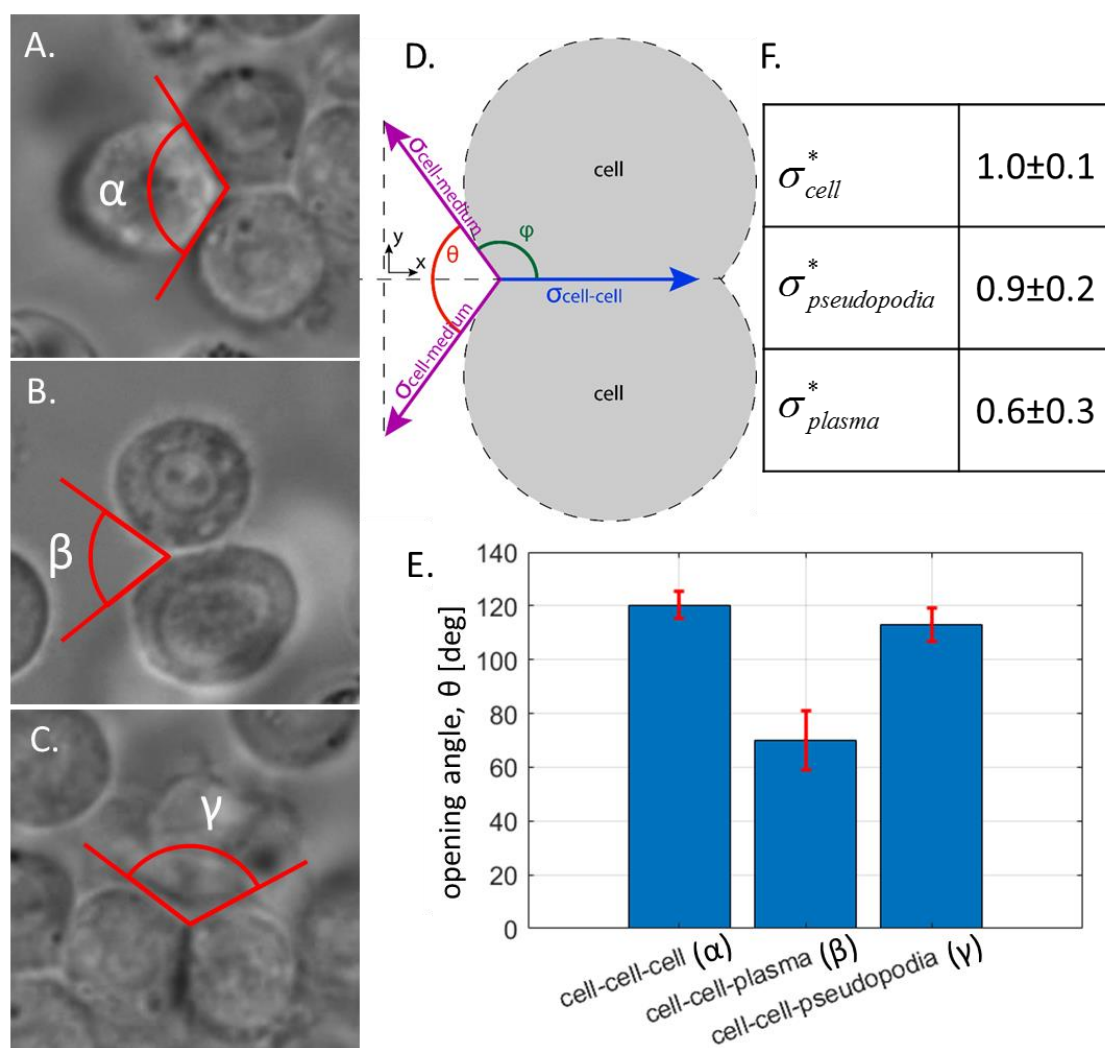 A.
α
B.
β
C.
γ
D.
σcell-medium
cell
y
x
θ
φ
σcell-cell
σcell-medium
cell
F.
σ*cell 1.0±0.1
σ*pseudopodia 0.9±0.2
σ*plasma 0.6±0.3
E.
opening angle, θ [deg]
140
120
100
80
60
40
20
0
cell-cell-cell (α)
cell-cell-plasma (β)
cell-cell-pseudopodia (γ)